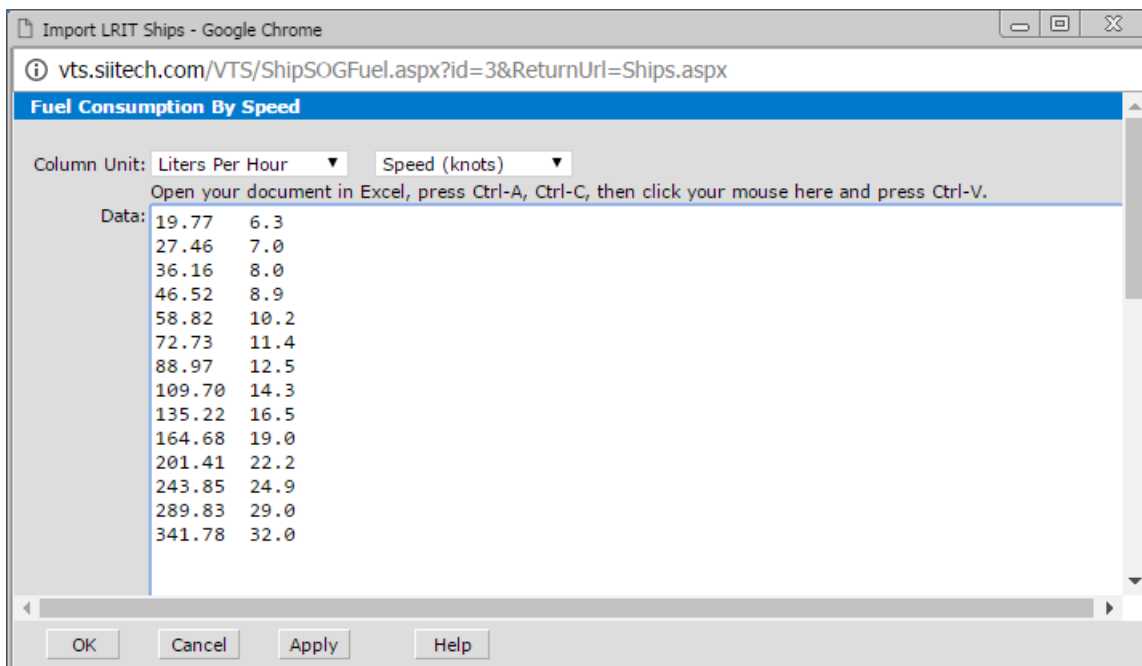 Import LRIT Ships - Google Chrome
vts.siitech.com/VTS/ShipSOGFuel.aspx?id=3&ReturnUrl=Ships.aspx
Fuel Consumption By Speed
Column Unit: Liters Per Hour Speed (knots)
Open your document in Excel, press Ctrl-A, Ctrl-C, then click your mouse here and press Ctrl-V.
Data: 19.77 6.3
27.46 7.0
36.16 8.0
46.52 8.9
58.82 10.2
72.73 11.4
88.97 12.5
109.70 14.3
135.22 16.5
164.68 19.0
201.41 22.2
243.85 24.9
289.83 29.0
341.78 32.0
OK Cancel Apply Help